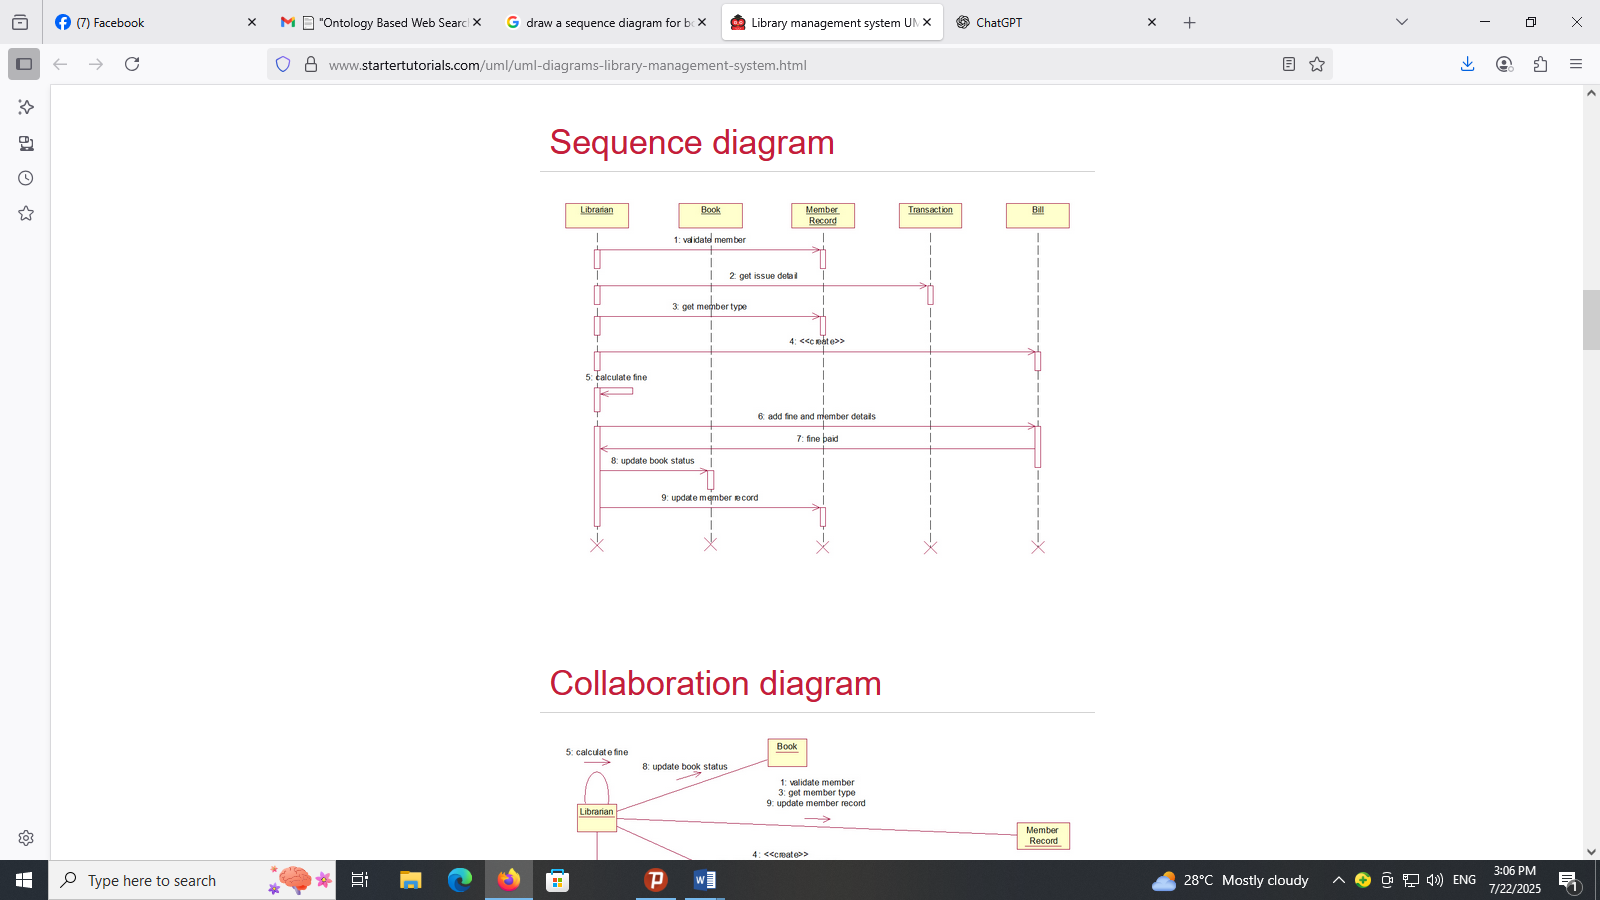 (7) Facebook
"Ontology Based Web Searc
draw a sequence diagram for bo
Library management system UM
ChatGPT
www.startertutorials.com/uml/uml-diagrams-library-management-system.html
Sequence diagram
Librarian
Book
Member
Record
Transaction
Bill
1: validate member
2: get issue detail
3: get member type
4: <<create>>
5: calculate fine
6: add fine and member details
7: fine paid
8: update book status
9: update member record
Collaboration diagram
5: calculate fine
8: update book status
Book
1: validate member
3: get member type
9: update member record
Librarian
Member
Record
4: <<create>>
Type here to search
28°C Mostly cloudy
ENG
3:06 PM
7/22/2025
1